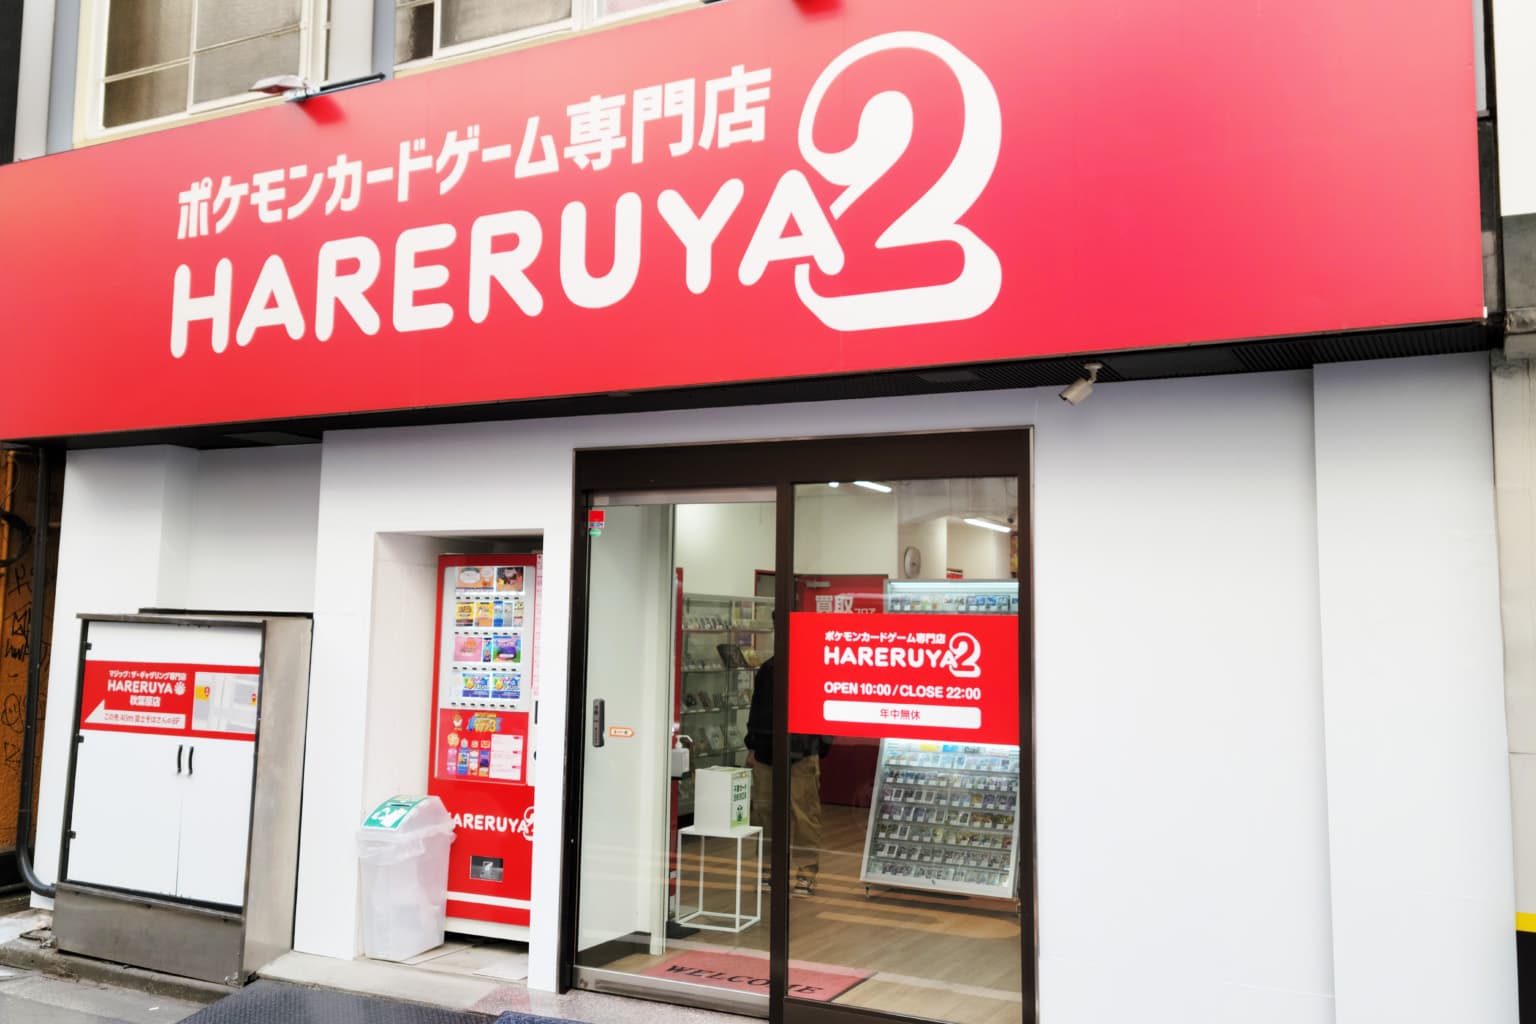 ポケモンカードゲーム専門店
HARERUYA2
マジック:ザ・ギャザリング専門店
HARERUYA
秋葉原店
HARERUYA2
買取フロア
ポケモンカードゲーム専門店
HARERUYA2
OPEN 10:00 / CLOSE 22:00
年中無休
WELCOME